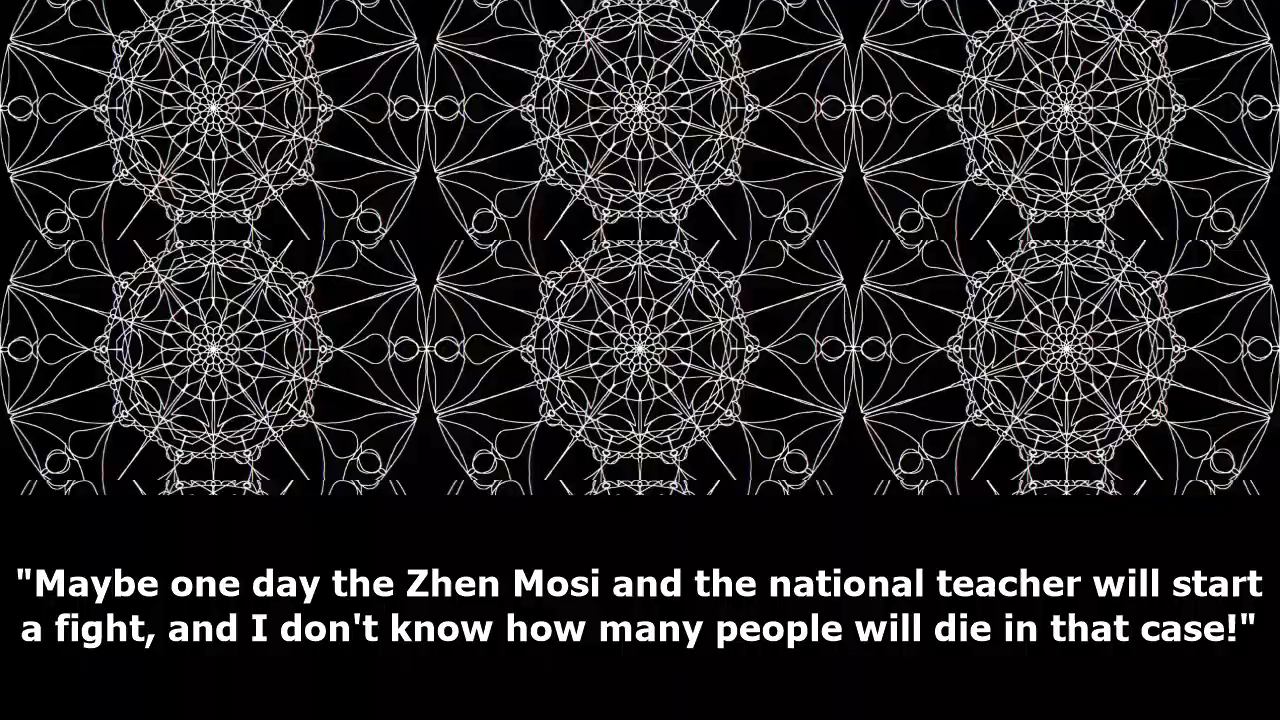 "Maybe one day the Zhen Mosi and the national teacher will start
a fight, and I don't know how many people will die in that case!"